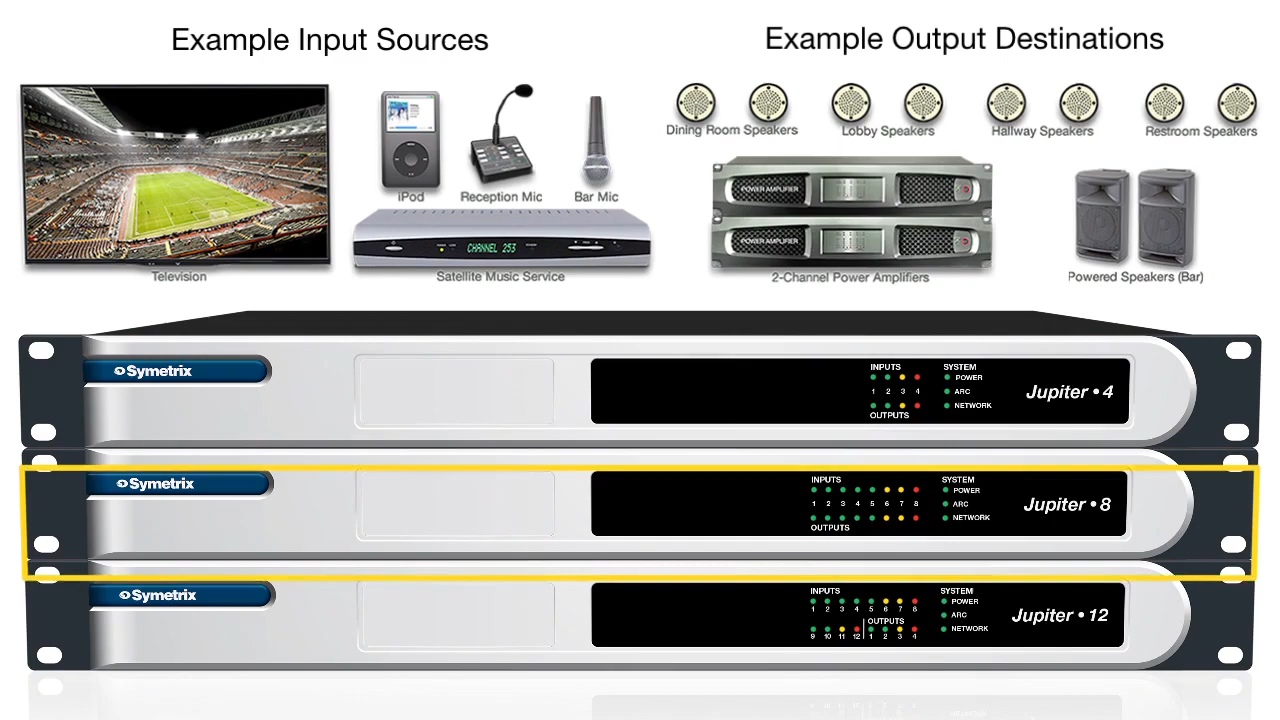 Example Input Sources
Example Output Destinations
Dining Room Speakers
Lobby Speakers
Hallway Speakers
Restroom Speakers
iPod
Reception Mic
Bar Mic
POWER AMPLIFIER
POWER AMPLIFIER
CHANNEL 253
Television
Satellite Music Service
2-Channel Power Amplifiers
Powered Speakers (Bar)
Symetrix
INPUTS
1 2 3 4
OUTPUTS
SYSTEM
POWER
ARC
NETWORK
Jupiter • 4
Symetrix
INPUTS
1 2 3 4 5 6 7 8
OUTPUTS
SYSTEM
POWER
ARC
NETWORK
Jupiter • 8
Symetrix
INPUTS
1 2 3 4 5 6 7 8
OUTPUTS
9 10 11 12 1 2 3 4
SYSTEM
POWER
ARC
NETWORK
Jupiter • 12